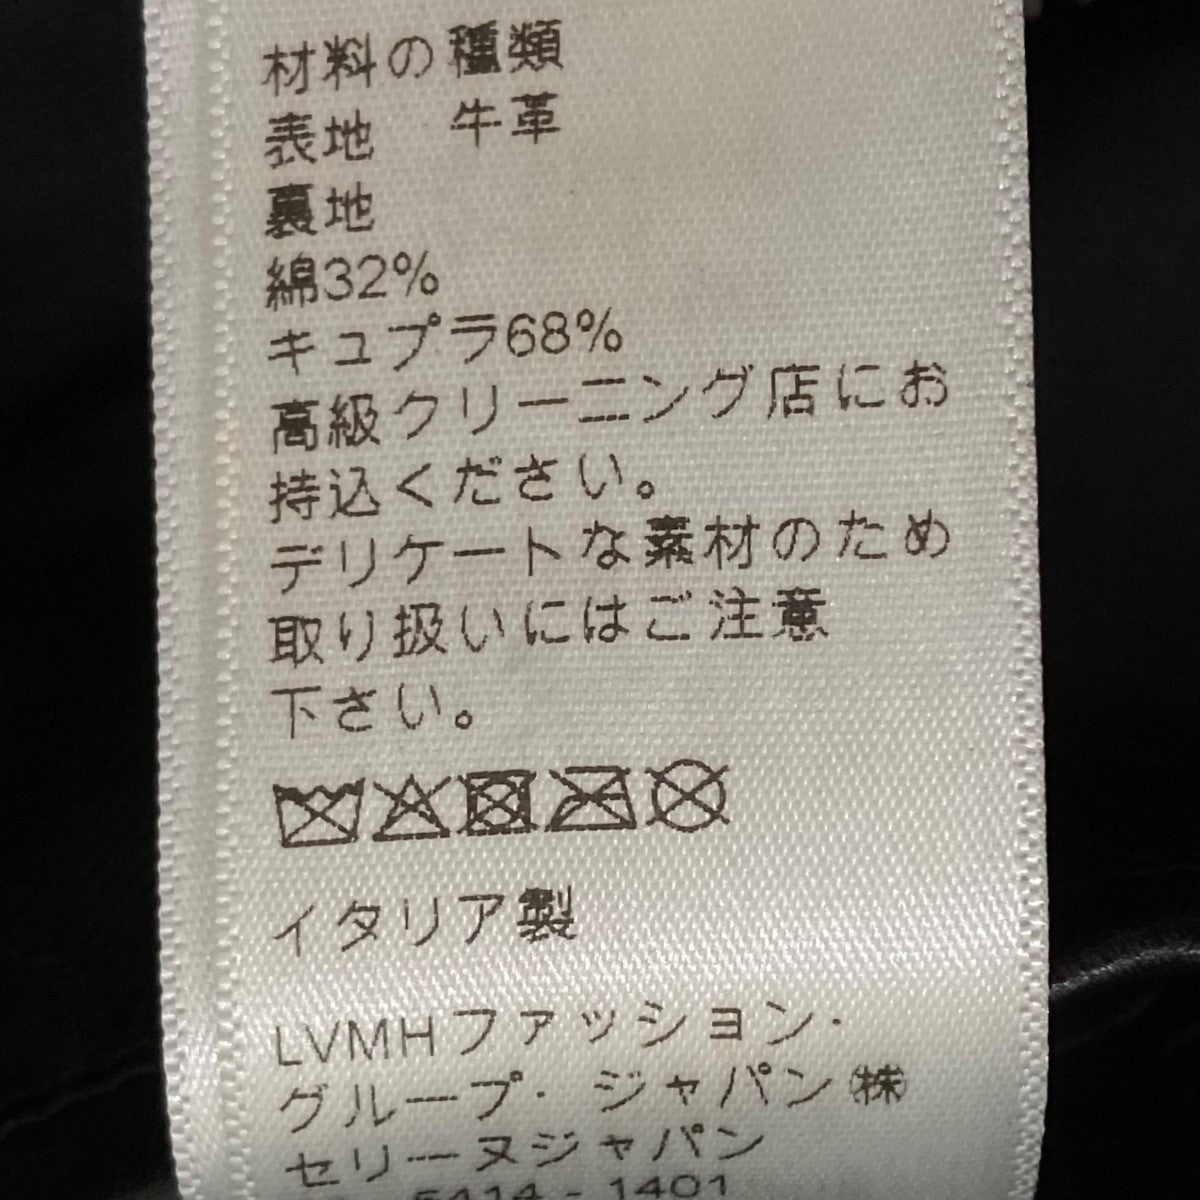 材料の種類
表地　牛革
裏地
綿32%
キュプラ68%
高級クリーニング店にお
持込ください。
デリケートな素材のため
取り扱いにはご注意
下さい。
イタリア製
LVMHファッション・
グループ・ジャパン㈱
セリーヌジャパン
5414-1401